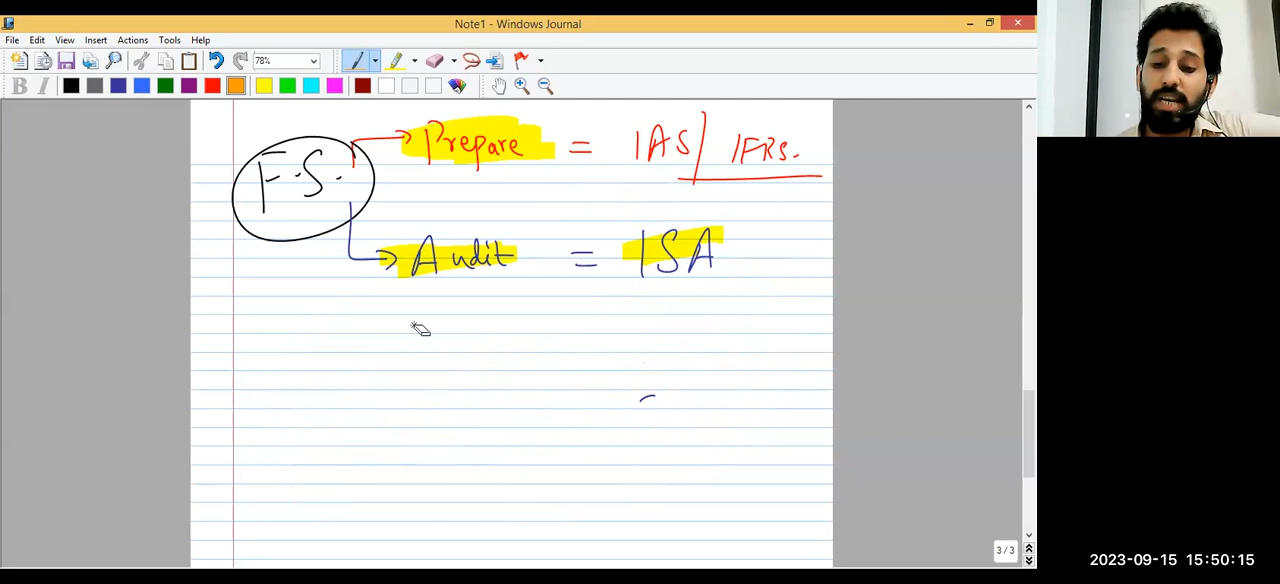 Note1 - Windows Journal
File Edit View Insert Actions Tools Help
78%
B I
F.S. Prepare = IAS / IFRS.
Audit = ISA
3 / 3
2023-09-15 15:50:15